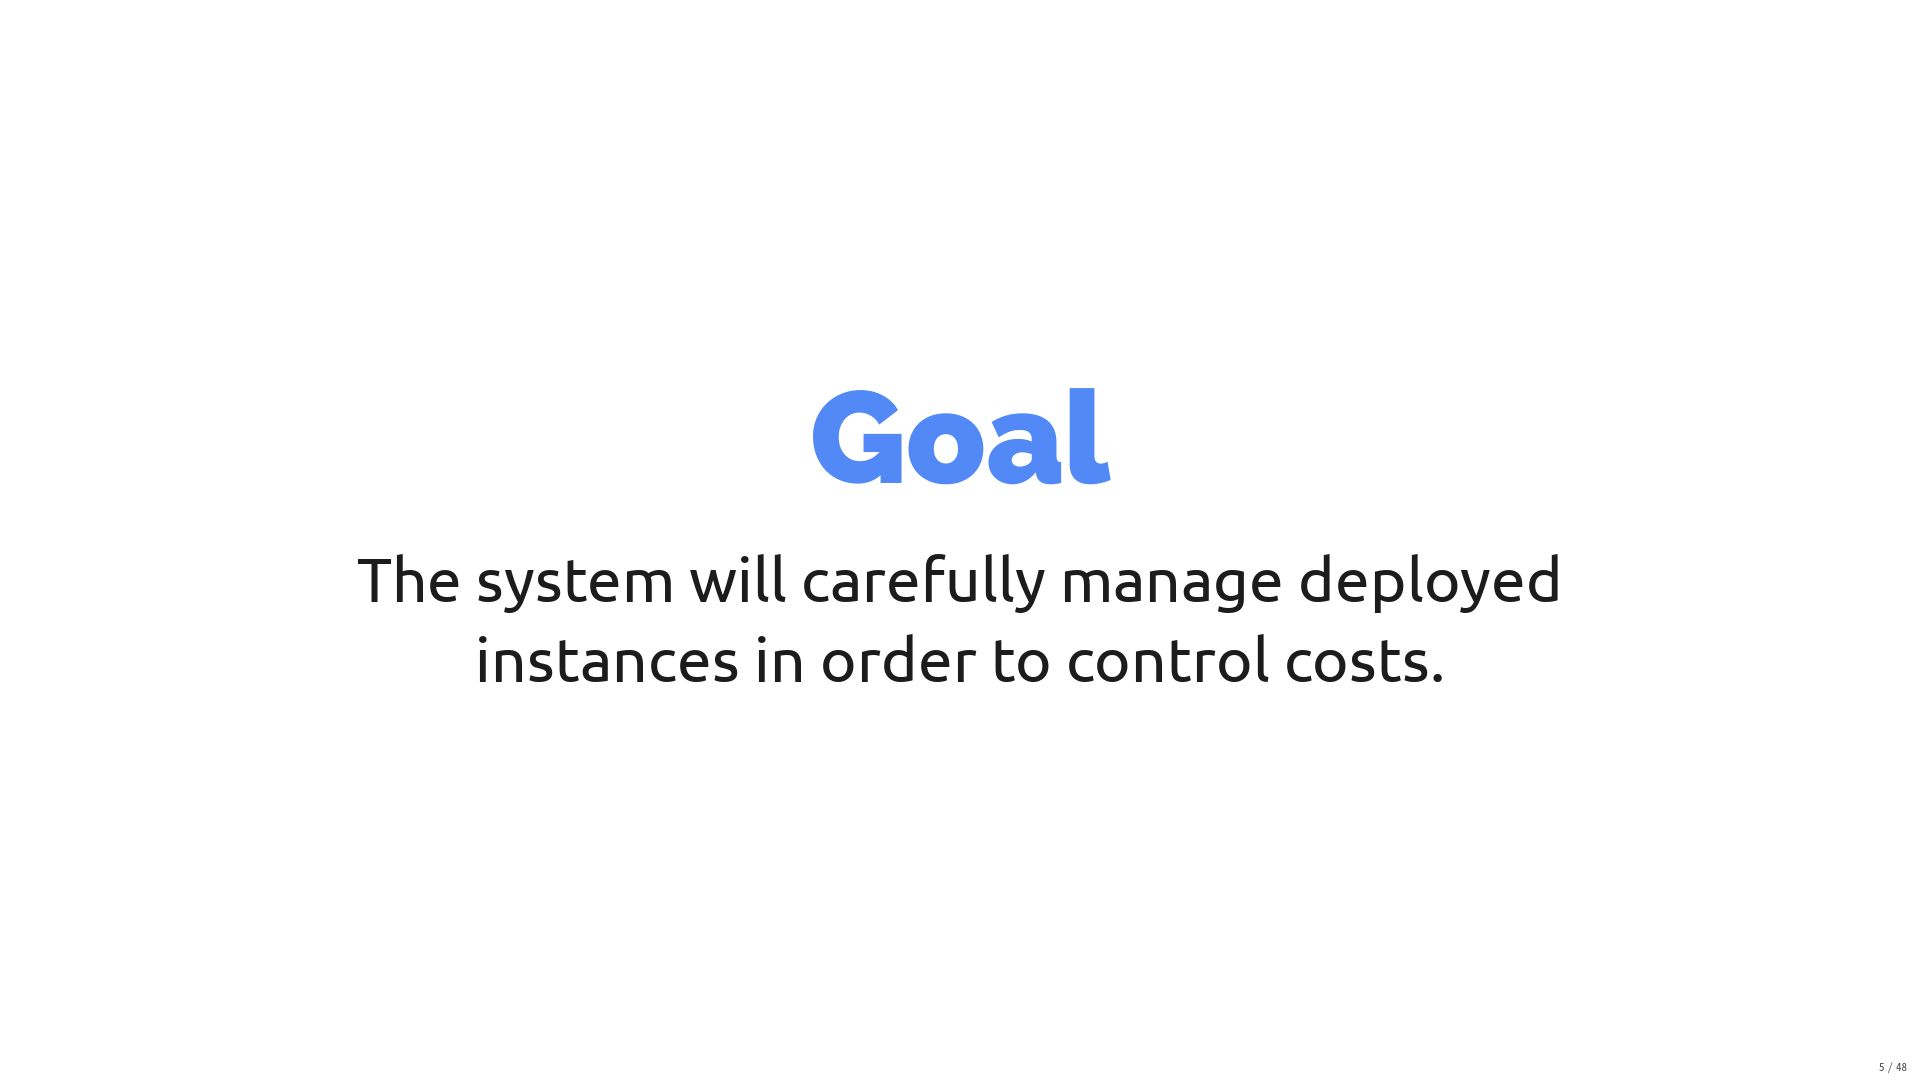 Goal
The system will carefully manage deployed
instances in order to control costs.
5 / 48